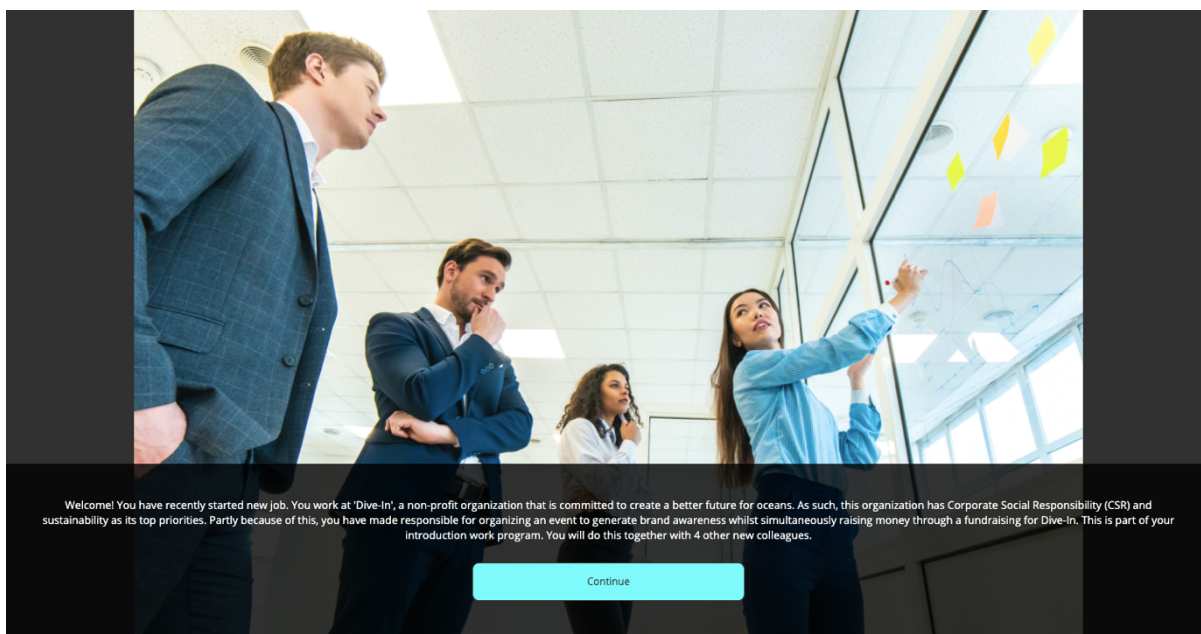 Welcome! You have recently started new job. You work at 'Dive-In', a non-profit organization that is committed to create a better future for oceans. As such, this organization has Corporate Social Responsibility (CSR) and
sustainability as its top priorities. Partly because of this, you have made responsible for organizing an event to generate brand awareness whilst simultaneously raising money through a fundraising for Dive-In. This is part of your
introduction work program. You will do this together with 4 other new colleagues.
Continue